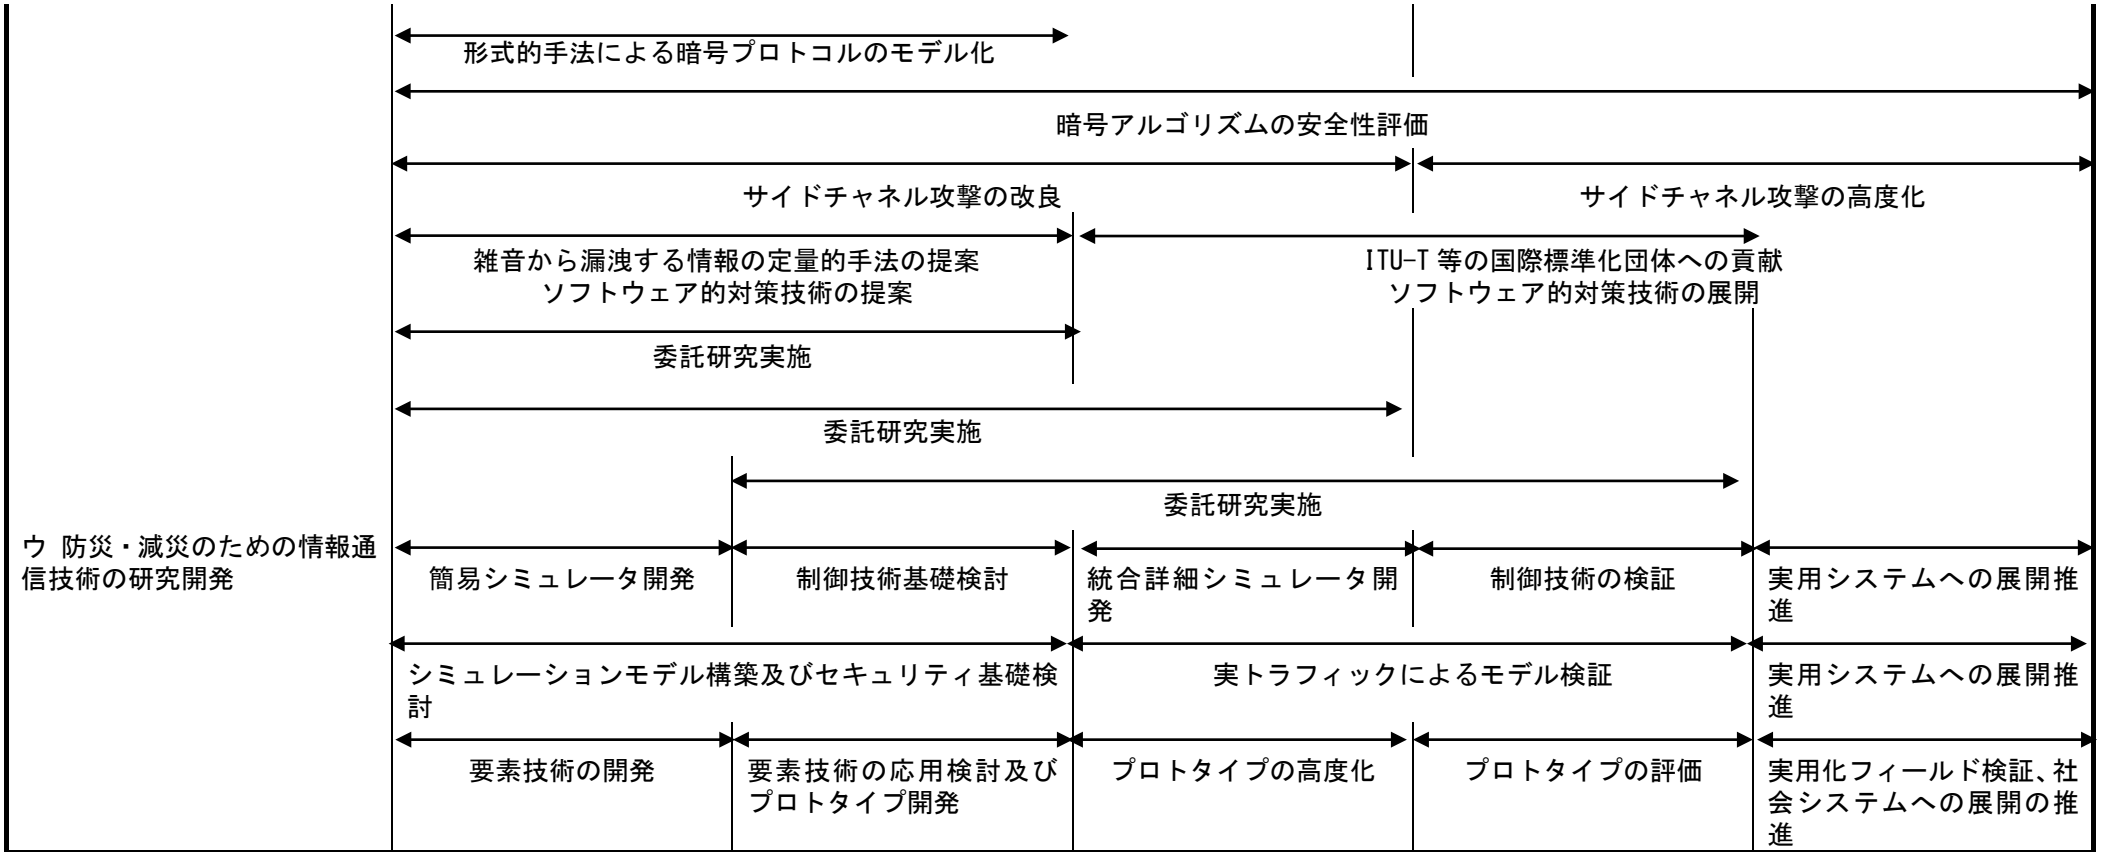 形式的手法による暗号プロトコルのモデル化
暗号アルゴリズムの安全性評価
サイドチャネル攻撃の改良
サイドチャネル攻撃の高度化
雑音から漏洩する情報の定量的手法の提案
ソフトウェア的対策技術の提案
ITU-T 等の国際標準化団体への貢献
ソフトウェア的対策技術の展開
委託研究実施
委託研究実施
委託研究実施
ウ 防災・減災のための情報通
信技術の研究開発
簡易シミュレータ開発
制御技術基礎検討
統合詳細シミュレータ開
発
制御技術の検証
実用システムへの展開推
進
シミュレーションモデル構築及びセキュリティ基礎検
討
実トラフィックによるモデル検証
実用システムへの展開推
進
要素技術の開発
要素技術の応用検討及び
プロトタイプ開発
プロトタイプの高度化
プロトタイプの評価
実用化フィールド検証、社
会システムへの展開の推
進